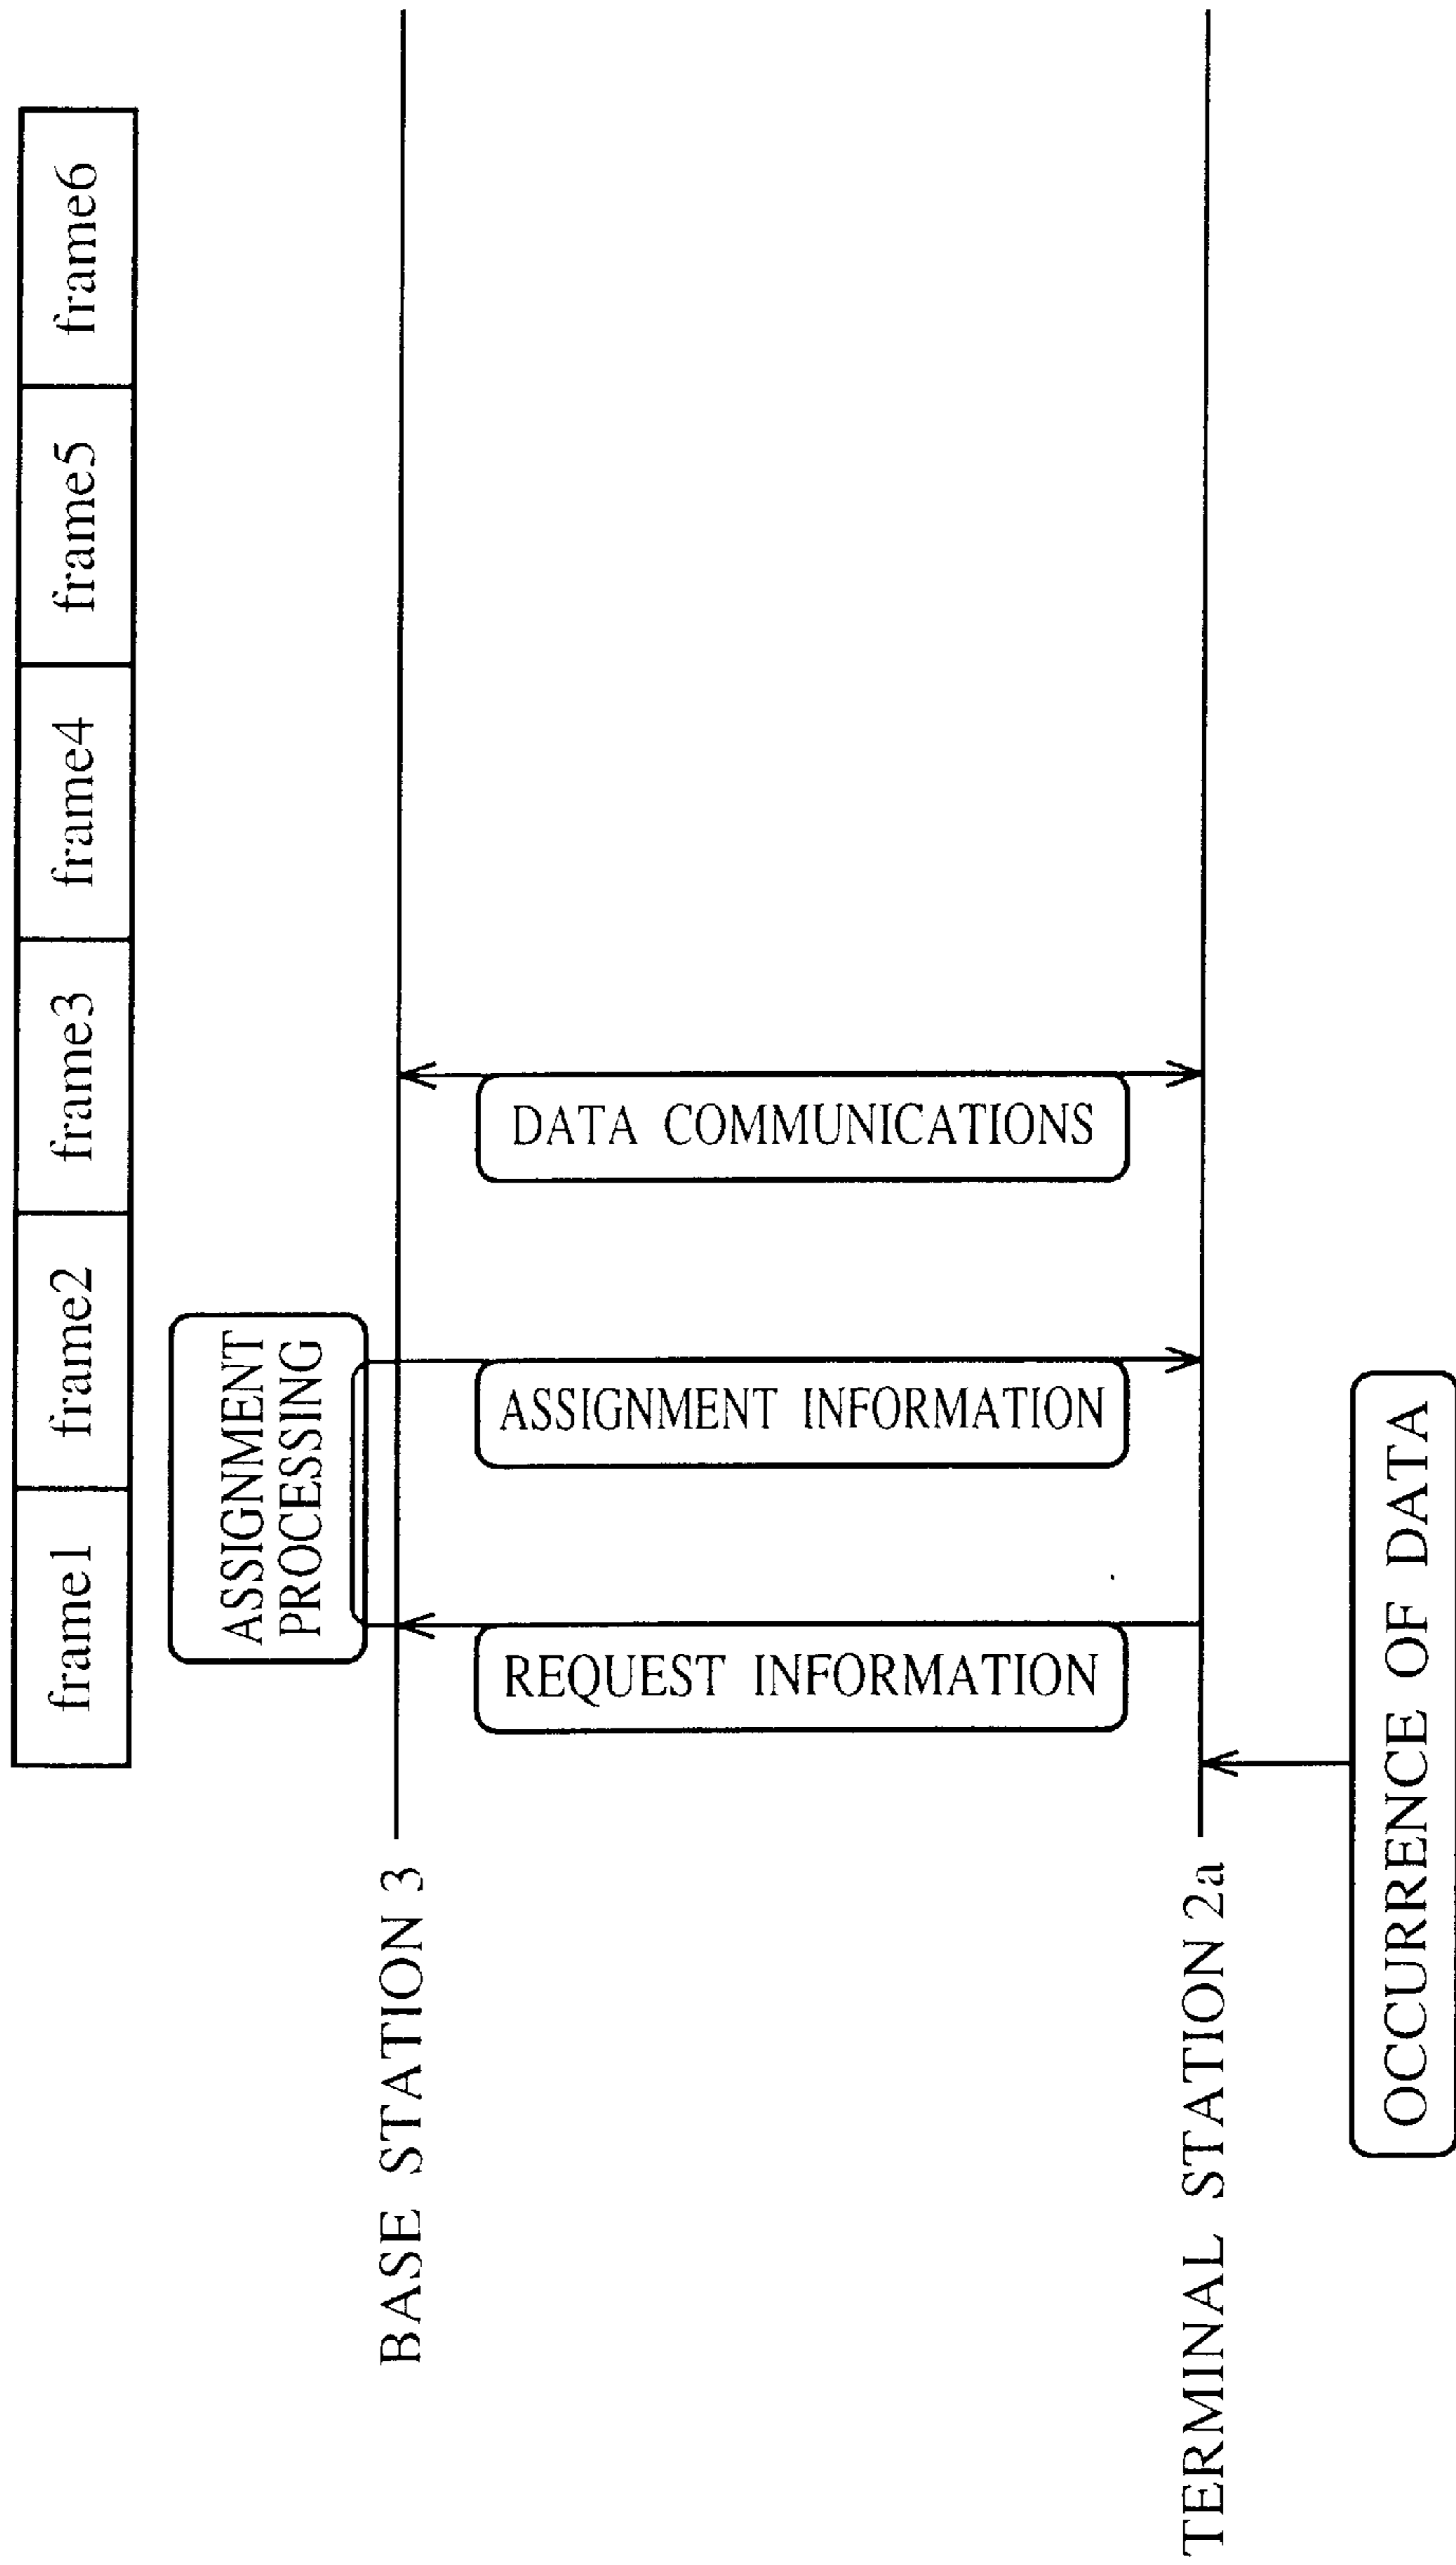 frame1
frame2
frame3
frame4
frame5
frame6
ASSIGNMENT
PROCESSING
BASE STATION 3
REQUEST INFORMATION
ASSIGNMENT INFORMATION
DATA COMMUNICATIONS
TERMINAL STATION 2a
OCCURRENCE OF DATA